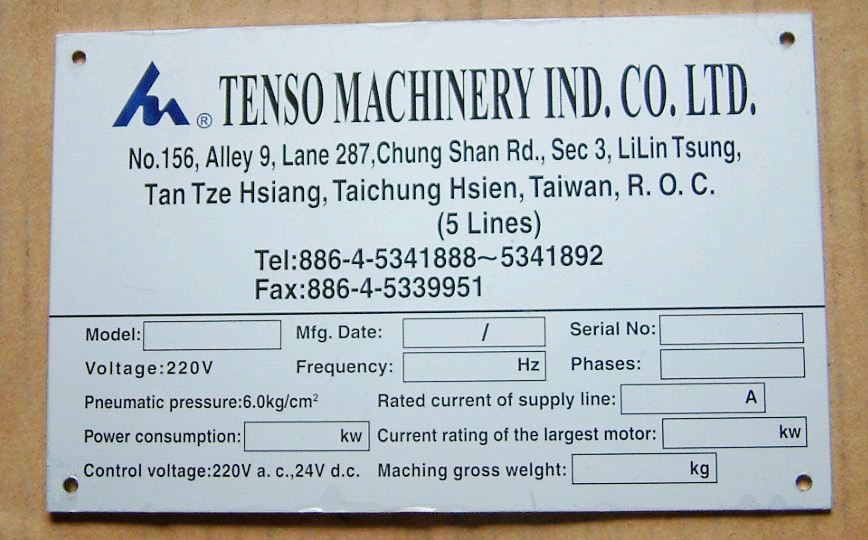 ® TENSO MACHINERY IND. CO. LTD.
No.156, Alley 9, Lane 287,Chung Shan Rd., Sec 3, LiLin Tsung,
Tan Tze Hsiang, Taichung Hsien, Taiwan, R. O. C.
(5 Lines)
Tel:886-4-5341888~5341892
Fax:886-4-5339951
Model: Mfg. Date: / Serial No:
Voltage:220V Frequency: Hz Phases:
Pneumatic pressure:6.0kg/cm² Rated current of supply line: A
Power consumption: kw Current rating of the largest motor: kw
Control voltage:220V a. c.,24V d.c. Maching gross welght: kg